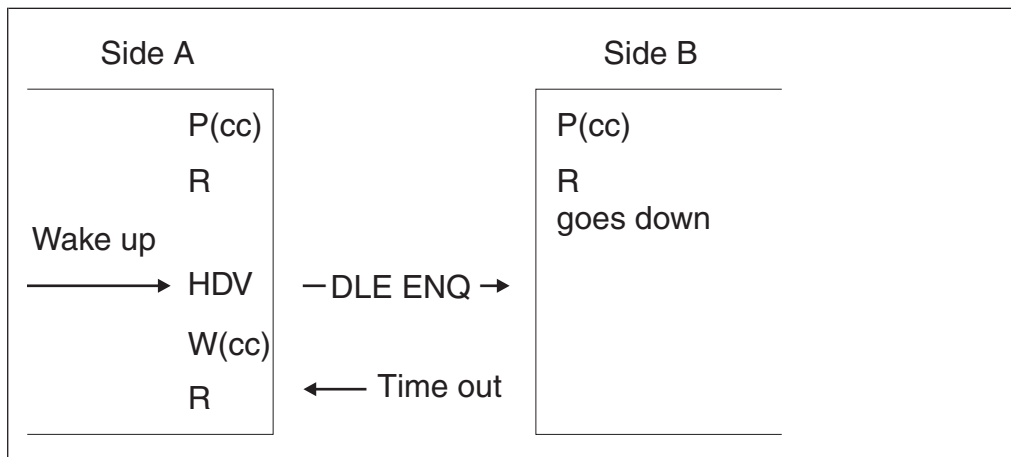 Side A
Side B
P(cc)
P(cc)
R
R
goes down
Wake up
HDV
DLE ENQ
W(cc)
Time out
R